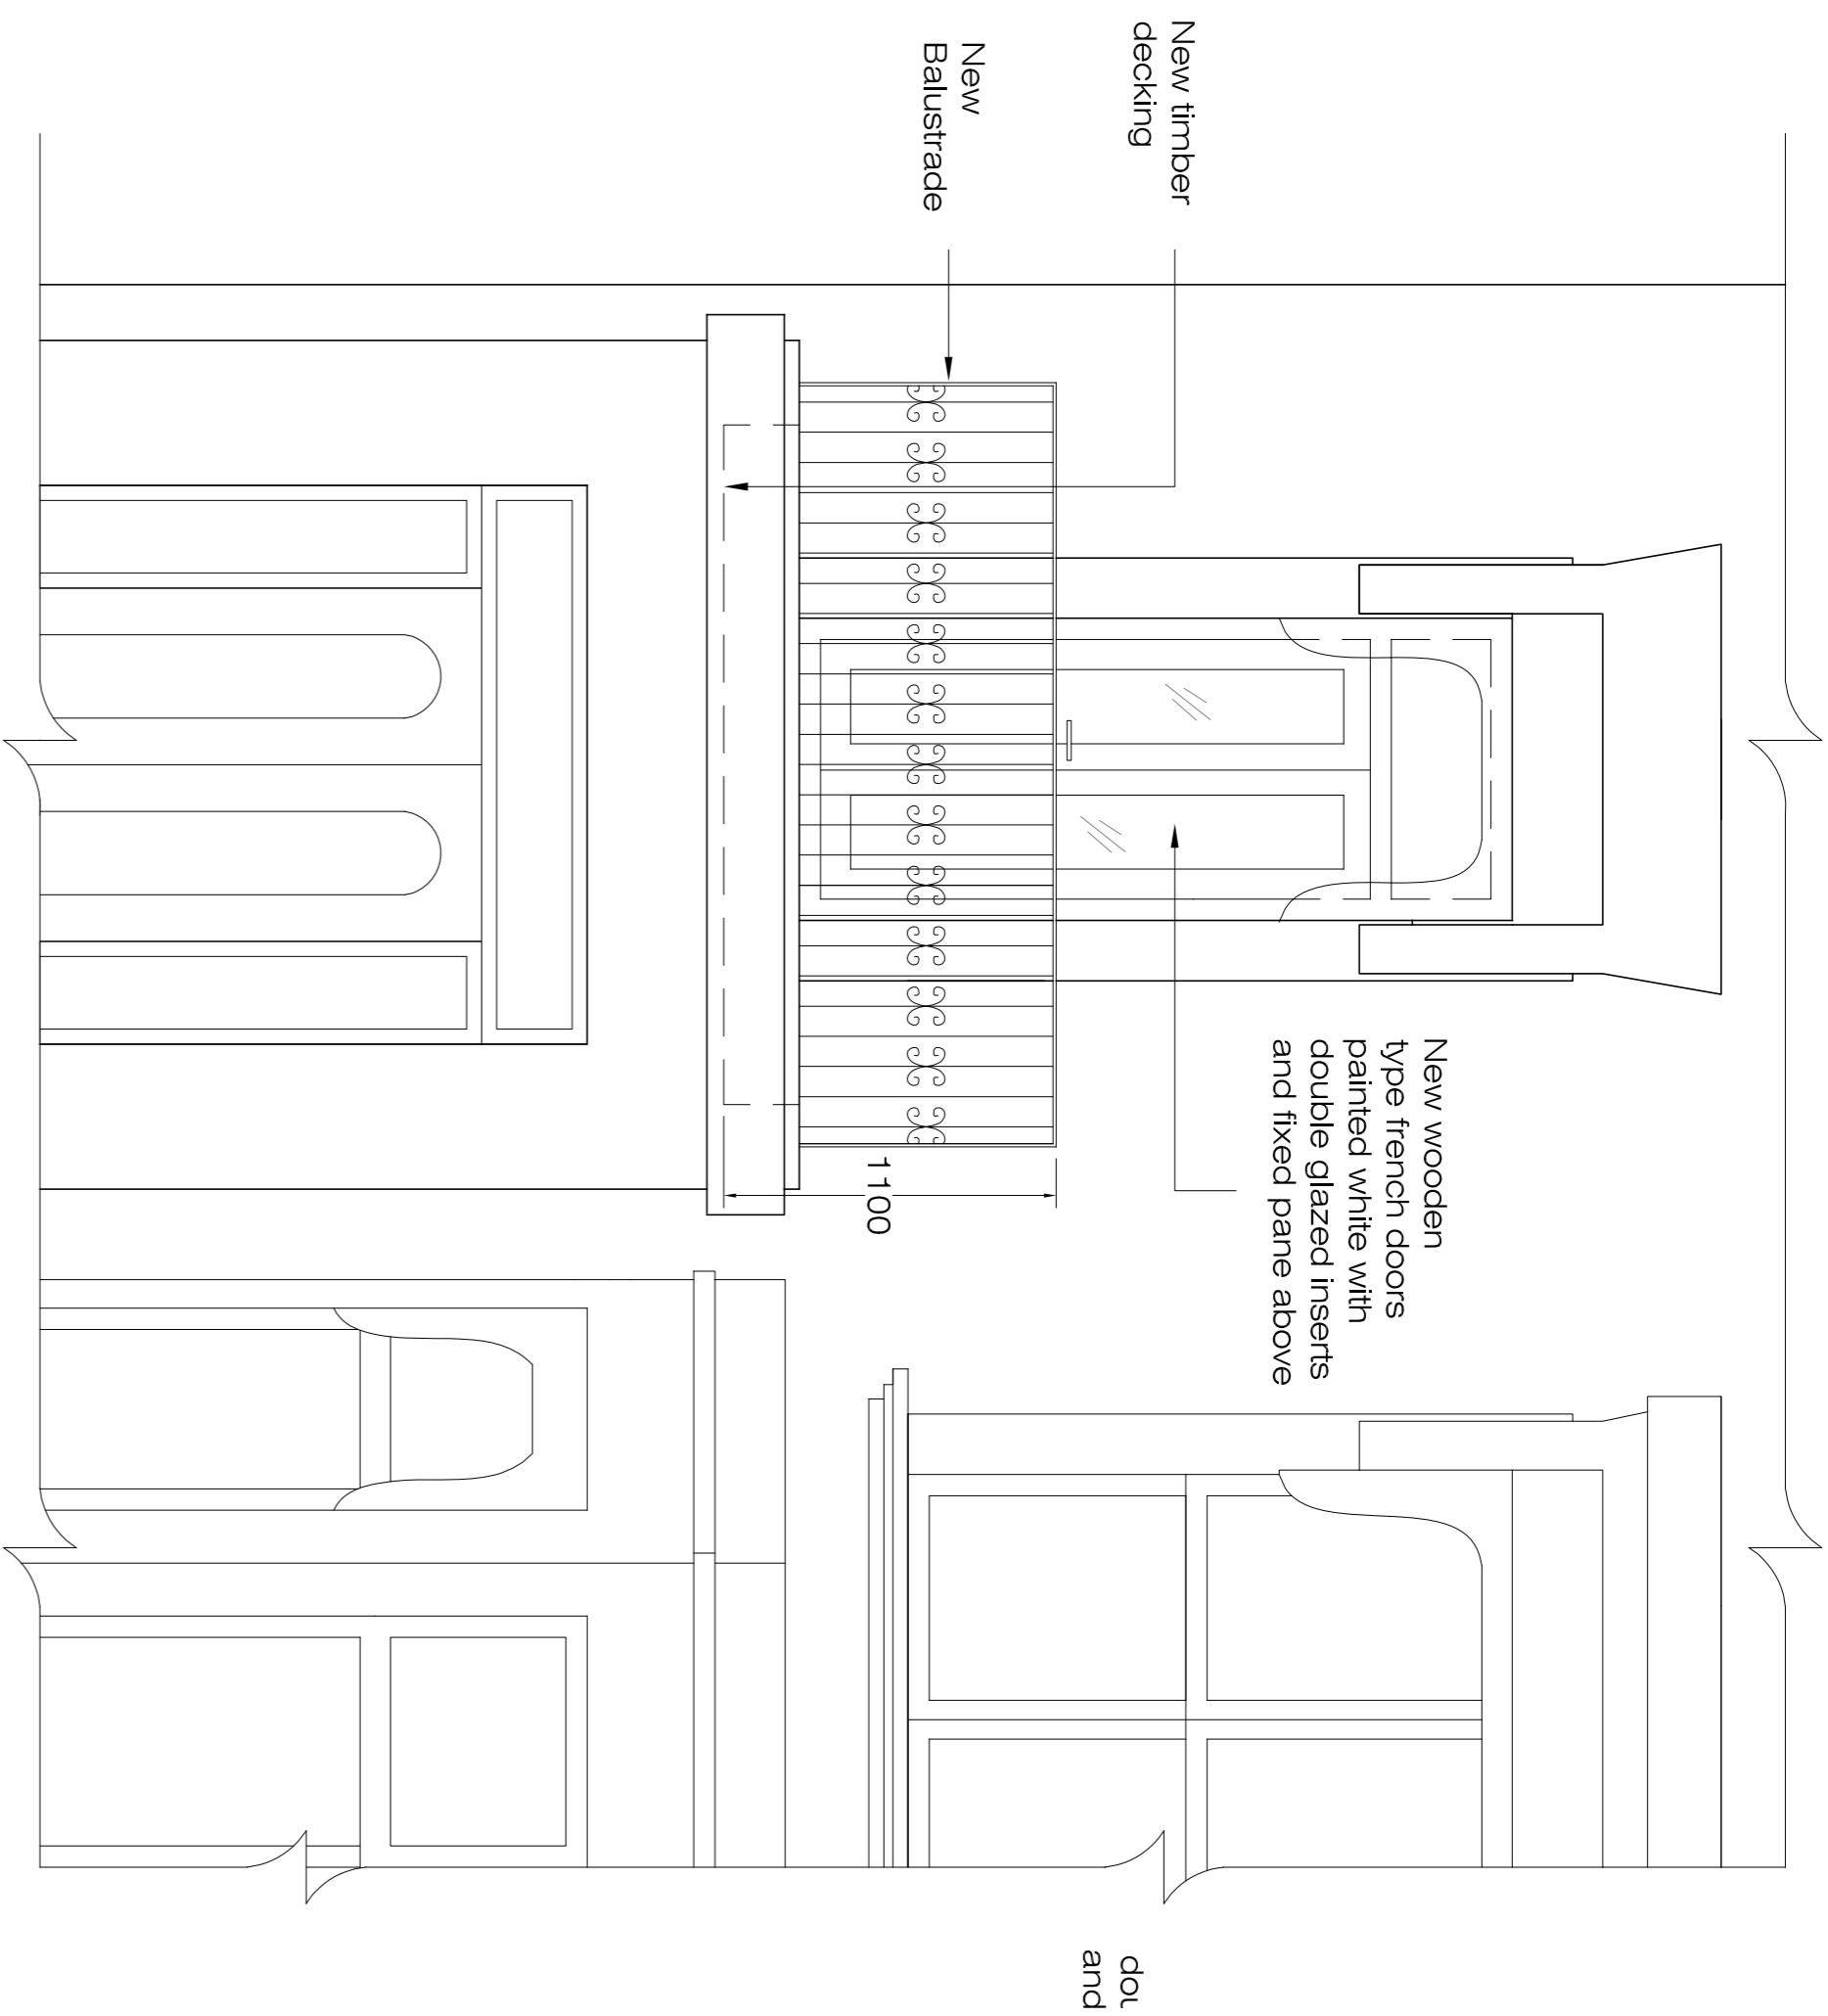 New timber
decking
New
Balustrade
New wooden
type french doors
painted white with
double glazed inserts
and fixed pane above
1100
and